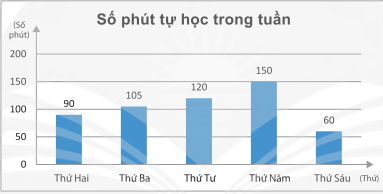 Số phút tự học trong tuần
(Số
phút)
200
150
100
50
0
90
105
120
150
60
Thứ Hai
Thứ Ba
Thứ Tư
Thứ Năm
Thứ Sáu
(Thứ)